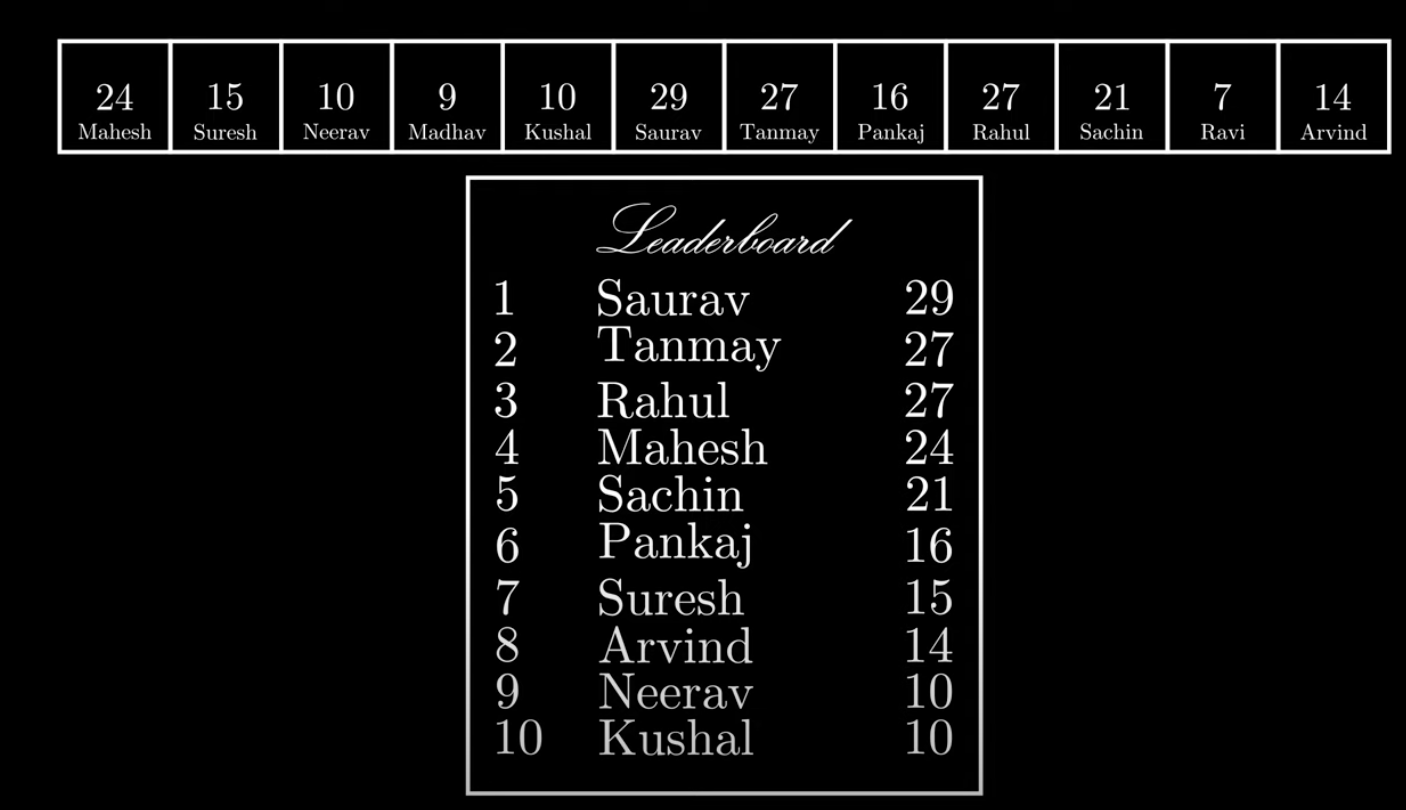 24 15 10 9 10 29 27 16 27 21 7 14
Mahesh Suresh Neerav Madhav Kushal Saurav Tanmay Pankaj Rahul Sachin Ravi Arvind
Leaderboard
1 Saurav 29
2 Tanmay 27
3 Rahul 27
4 Mahesh 24
5 Sachin 21
6 Pankaj 16
7 Suresh 15
8 Arvind 14
9 Neerav 10
10 Kushal 10